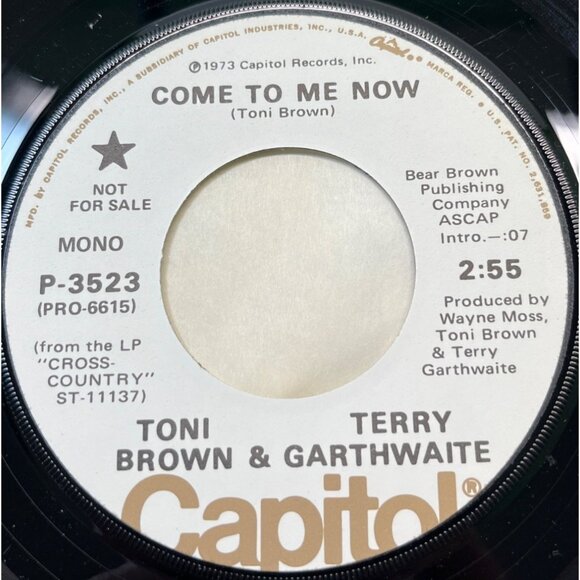 MFD. BY CAPITOL RECORDS, INC., A SUBSIDIARY OF CAPITOL INDUSTRIES, INC., U.S.A.
Capitol
MARCA REG. • U.S. PAT. NO. 2,631,859
℗1973 Capitol Records, Inc.
COME TO ME NOW
(Toni Brown)
NOT
FOR SALE
MONO
P-3523
(PRO-6615)
(from the LP
"CROSS-
COUNTRY"
ST-11137)
Bear Brown
Publishing
Company
ASCAP
Intro.—:07
2:55
Produced by
Wayne Moss,
Toni Brown
& Terry
Garthwaite
TONI TERRY
BROWN & GARTHWAITE
Capitol®